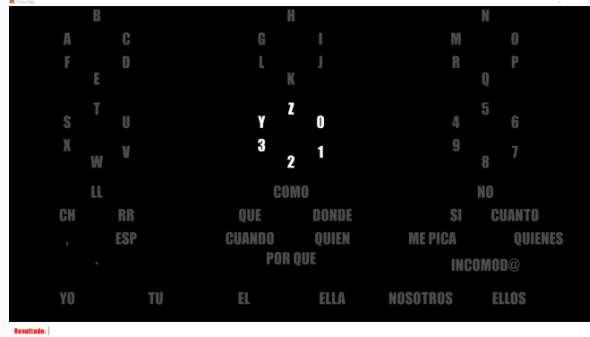 B H N
A C G I M O
F D L J R P
E K Q
T Z 5
S U Y 0 4 6
X V 3 1 9 7
W 2 8
LL COMO NO
CH RR QUE DONDE SI CUANTO
, ESP CUANDO QUIEN ME PICA QUIENES
. POR QUE INCOMOD@
YO TU EL ELLA NOSOTROS ELLOS
Resultado: